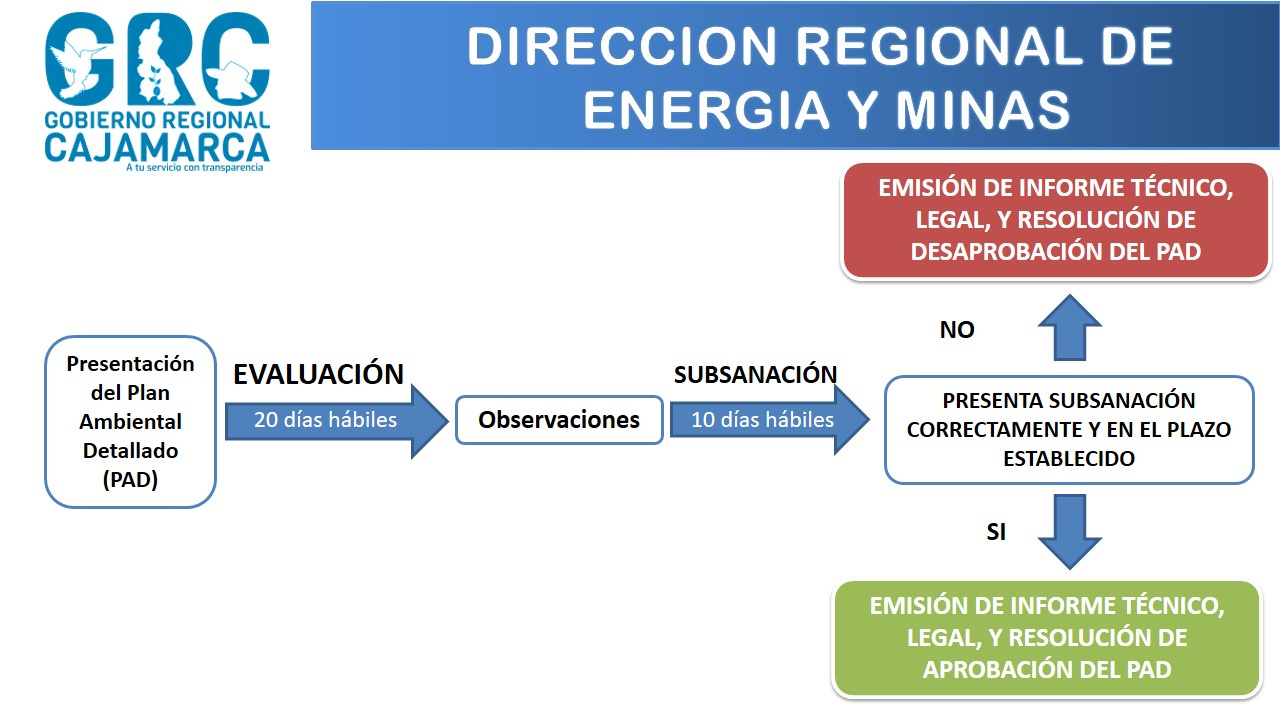 GRC
GOBIERNO REGIONAL
CAJAMARCA
A tu servicio con transparencia
DIRECCION REGIONAL DE
ENERGIA Y MINAS
EMISIÓN DE INFORME TÉCNICO,
LEGAL, Y RESOLUCIÓN DE
DESAPROBACIÓN DEL PAD
NO
Presentación
del Plan
Ambiental
Detallado
(PAD)
EVALUACIÓN
20 días hábiles
Observaciones
SUBSANACIÓN
10 días hábiles
PRESENTA SUBSANACIÓN
CORRECTAMENTE Y EN EL PLAZO
ESTABLECIDO
SI
EMISIÓN DE INFORME TÉCNICO,
LEGAL, Y RESOLUCIÓN DE
APROBACIÓN DEL PAD